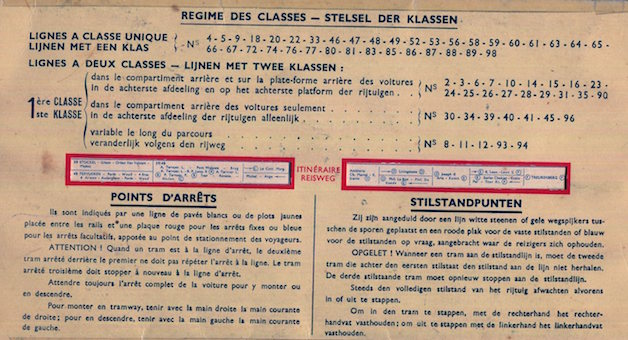 REGIME DES CLASSES — STELSEL DER KLASSEN
LIGNES A CLASSE UNIQUE
LIJNEN MET EEN KLAS
Nˢ 4 - 5 - 9 - 18 - 20 - 22 - 33 - 46 - 47 - 48 - 49 - 52 - 53 - 56 - 58 - 59 - 60 - 61 - 63 - 64 - 65 -
66 - 67 - 72 - 74 - 76 - 77 - 80 - 81 - 83 - 85 - 86 - 87 - 88 - 89 - 98
LIGNES A DEUX CLASSES — LIJNEN MET TWEE KLASSEN :
1ère CLASSE
1ste KLASSE
dans le compartiment arrière et sur la plate-forme arrière des voitures
in de achterste afdeeling en op het achterste platform der rijtuigen .
Nˢ 2 - 3 - 6 - 7 - 10 - 14 - 15 - 16 - 23 -
24 - 25 - 26 - 27 - 28 - 29 - 31 - 35 - 90
dans le compartiment arrière des voitures seulement . . . .
in de achterste afdeeling der rijtuigen alleenlijk . . . . .
Nˢ 30 - 34 - 39 - 40 - 41 - 45 - 96
variable le long du parcours
veranderlijk volgens den rijweg
Nˢ 8 - 11 - 12 - 93 - 94
ITINÉRAIRE
REISWEG
POINTS D'ARRÊTS
Ils sont indiqués par une ligne de pavés blancs ou de plots jaunes
placée entre les rails et une plaque rouge pour les arrêts fixes ou bleue
pour les arrêts facultatifs, apposée au point de stationnement des voyageurs.
ATTENTION ! Quand un tram est à la ligne d'arrêt, le deuxième
tram arrêté derrière le premier ne doit pas répéter l'arrêt à la ligne. Le tram
arrêté troisième doit stopper à nouveau à la ligne d'arrêt.
Attendre toujours l'arrêt complet de la voiture pour y monter ou
en descendre.
Pour monter en tramway, tenir avec la main droite la main courante
de droite ; pour en descendre, tenir avec la main gauche la main courante
de gauche.
STILSTANDPUNTEN
Zij zijn aangeduid door een lijn witte steenen of gele wegspijkers tus-
schen de sporen geplaatst en een roode plak voor de vaste stilstanden of blauw
voor de stilstanden op vraag, aangebracht waar de reizigers zich ophouden.
OPGELET ! Wanneer een tram aan de stilstandlijn is, moet de tweede
tram die achter den eersten stilstaat den stilstand aan de lijn niet herhalen.
De derde stilstaande tram moet opnieuw stoppen aan de stilstandlijn.
Steeds den volledigen stilstand van het rijtuig afwachten alvorens
in of uit te stappen.
Om in den tram te stappen, met de rechterhand het rechter-
handvat vasthouden ; om uit te stappen met de linkerhand het linkerhandvat
vasthouden.